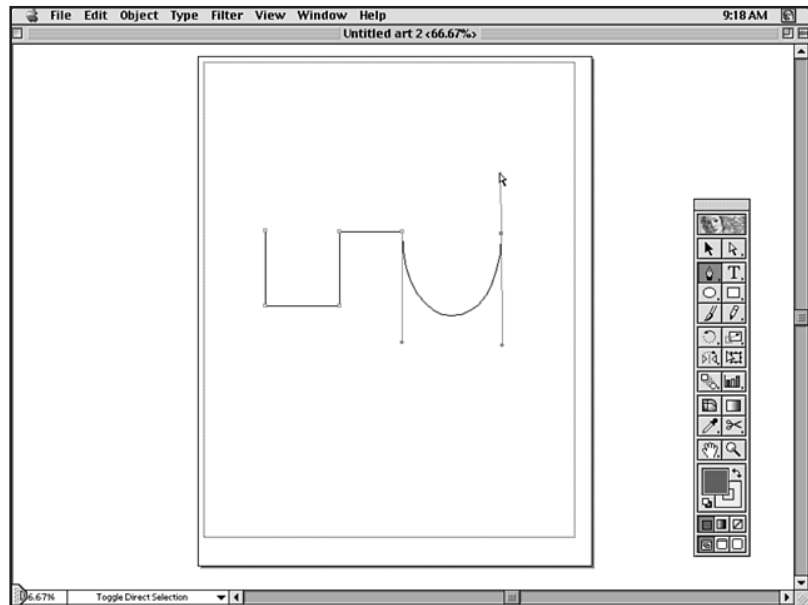 File Edit Object Type Filter View Window Help 9:18 AM
Untitled art 2 <66.67%>
T
6.67% Toggle Direct Selection